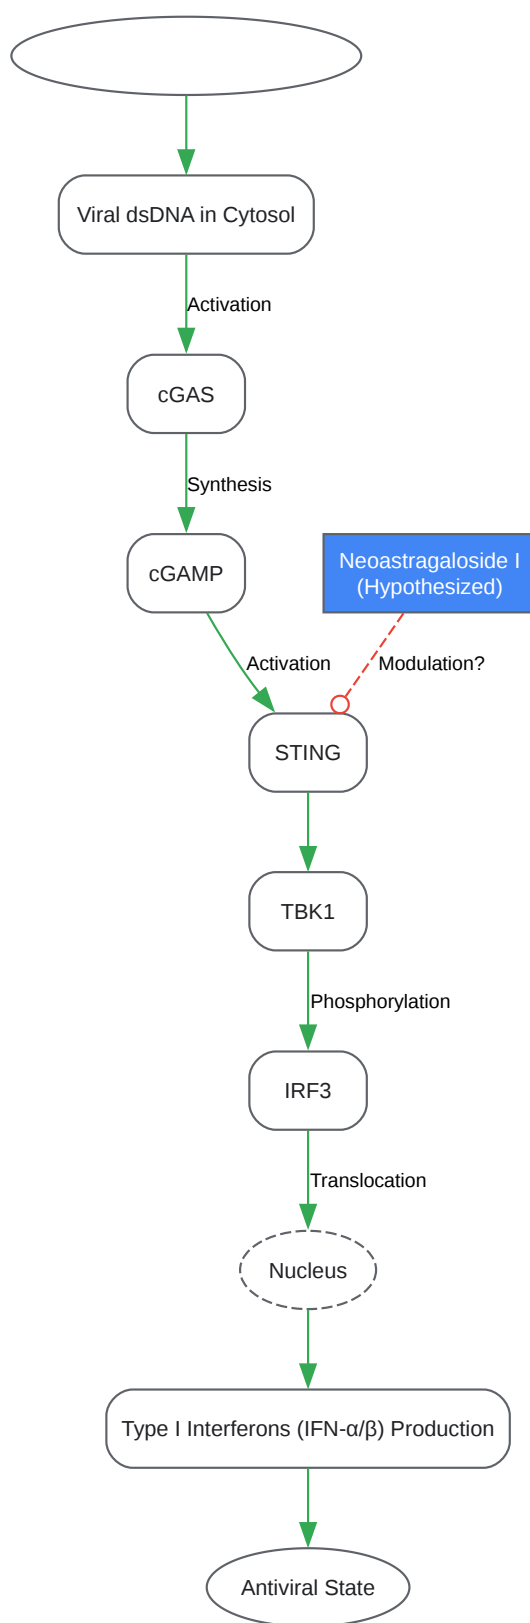 Viral dsDNA in Cytosol
Activation
cGAS
Synthesis
cGAMP
Neoastragaloside I
(Hypothesized)
Activation
Modulation?
STING
TBK1
Phosphorylation
IRF3
Translocation
Nucleus
Type I Interferons (IFN-α/β) Production
Antiviral State